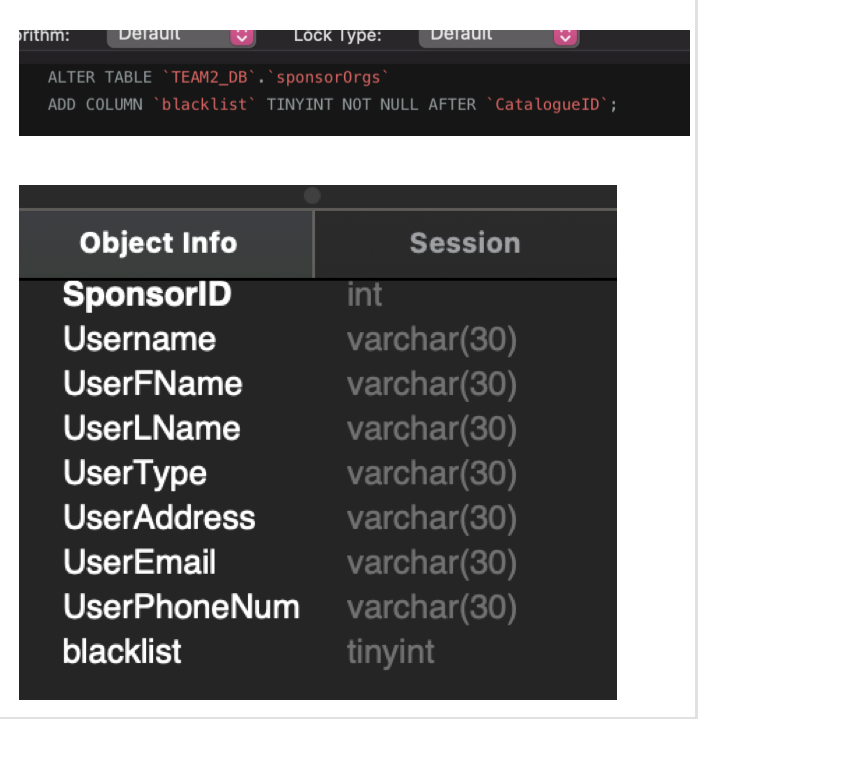 Default Lock Type: Default
ALTER TABLE `TEAM2_DB`.`sponsorOrgs`
ADD COLUMN `blacklist` TINYINT NOT NULL AFTER `CatalogueID`;
Object Info Session
SponsorID int
Username varchar(30)
UserFName varchar(30)
UserLName varchar(30)
UserType varchar(30)
UserAddress varchar(30)
UserEmail varchar(30)
UserPhoneNum varchar(30)
blacklist tinyint